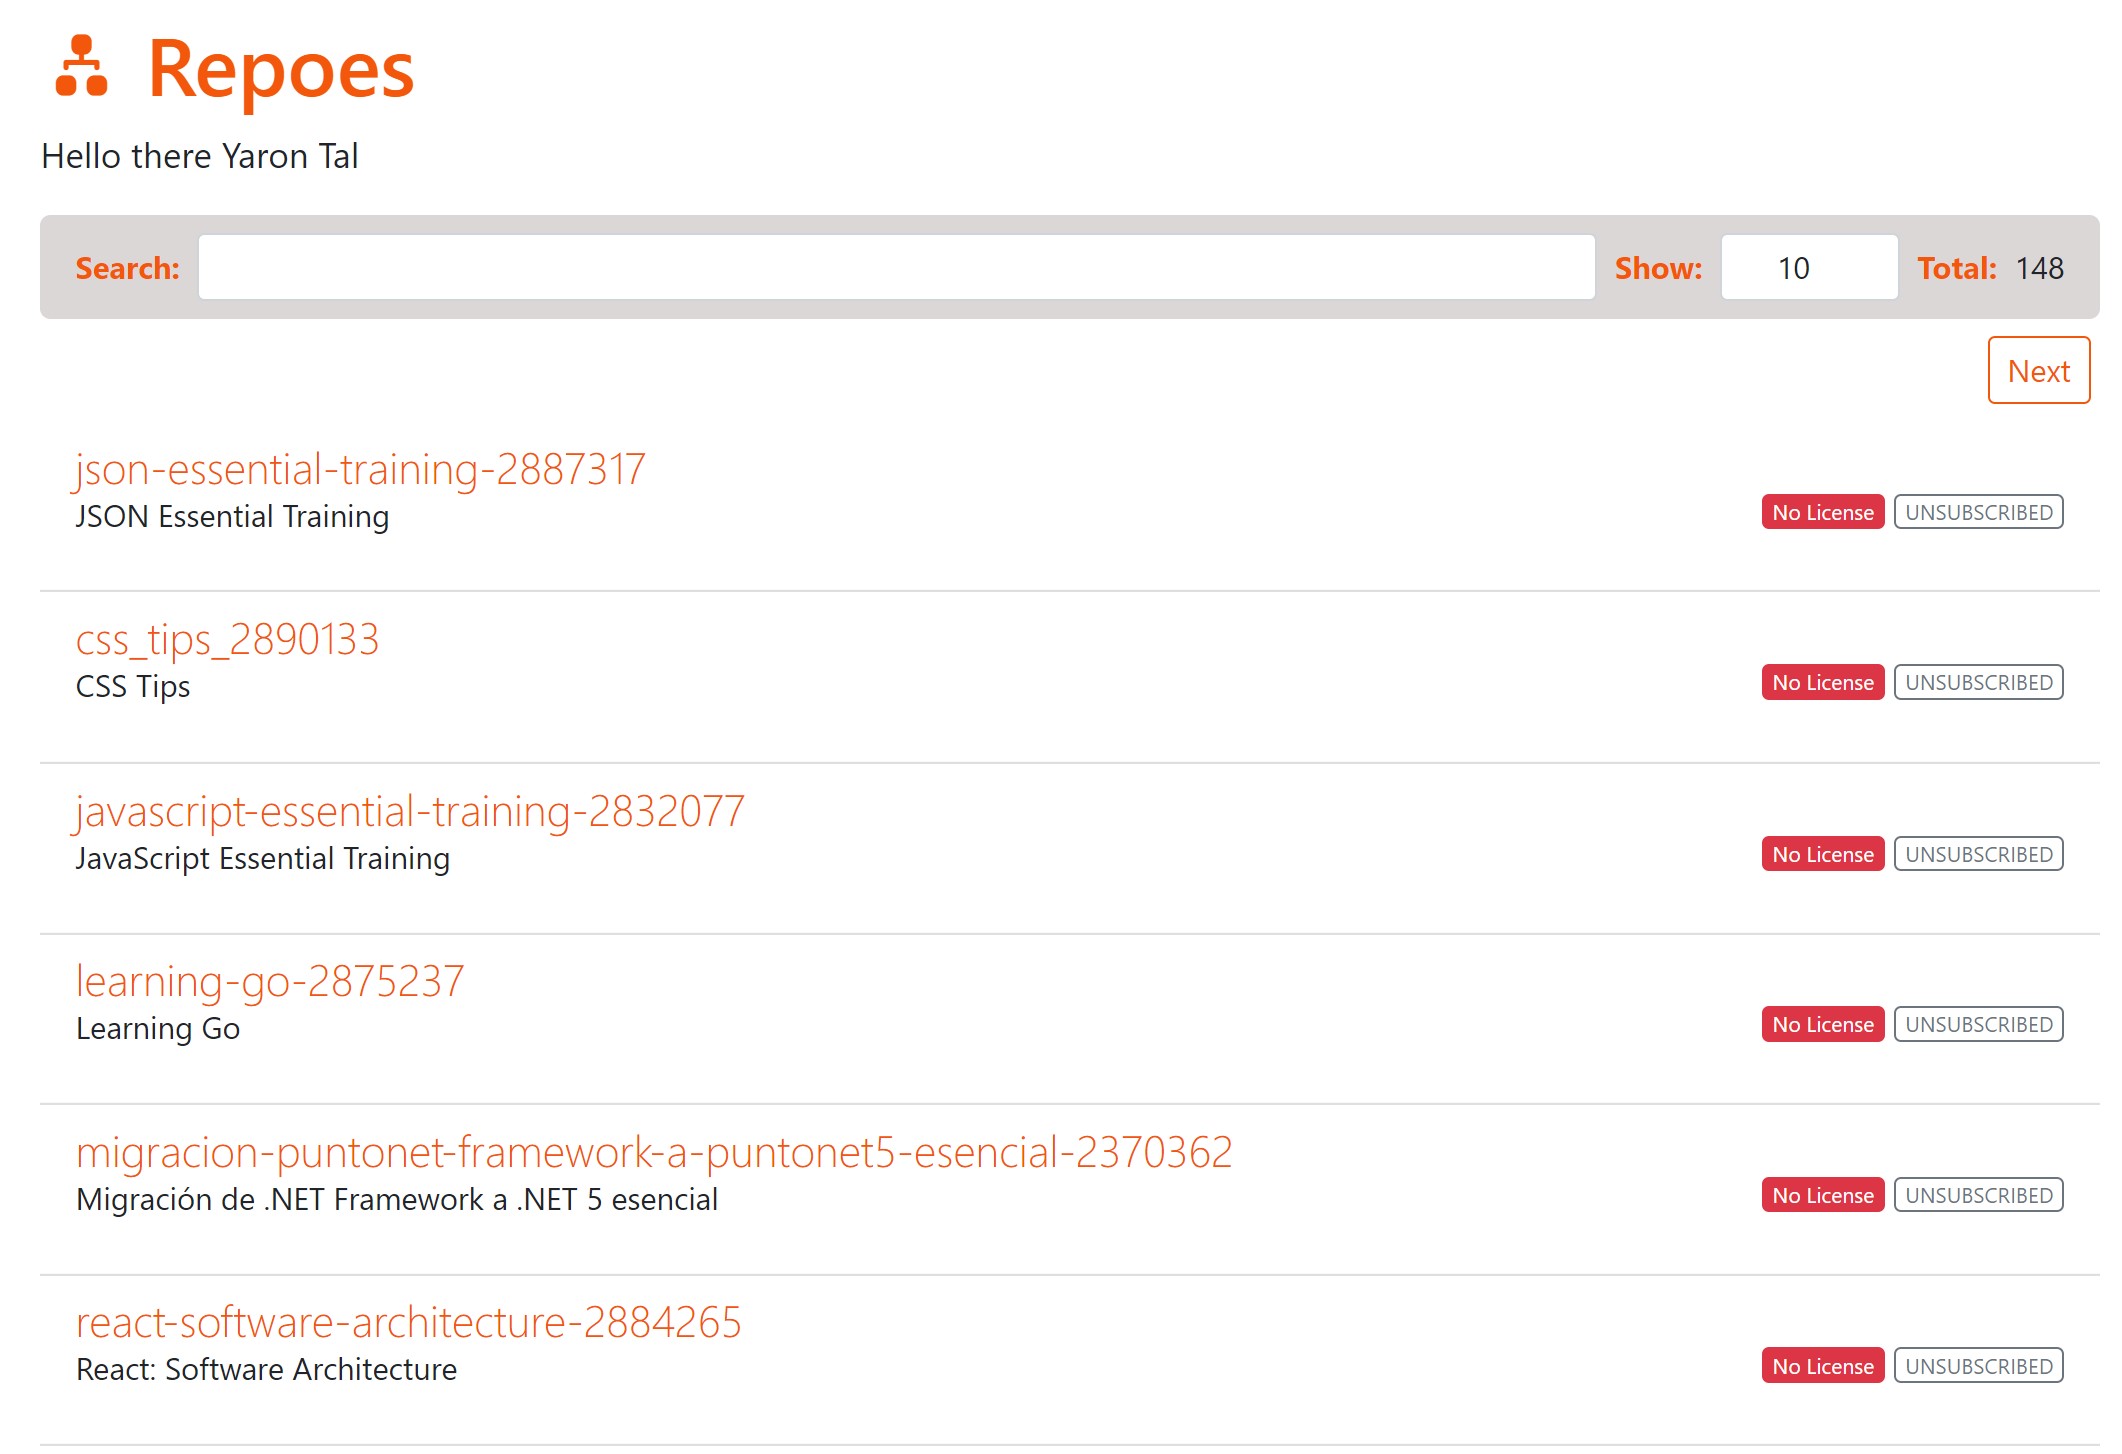 Repoes
Hello there Yaron Tal
Search: Show: 10 Total: 148
Next
json-essential-training-2887317
JSON Essential Training
No License UNSUBSCRIBED
css_tips_2890133
CSS Tips
No License UNSUBSCRIBED
javascript-essential-training-2832077
JavaScript Essential Training
No License UNSUBSCRIBED
learning-go-2875237
Learning Go
No License UNSUBSCRIBED
migracion-puntonet-framework-a-puntonet5-esencial-2370362
Migración de .NET Framework a .NET 5 esencial
No License UNSUBSCRIBED
react-software-architecture-2884265
React: Software Architecture
No License UNSUBSCRIBED